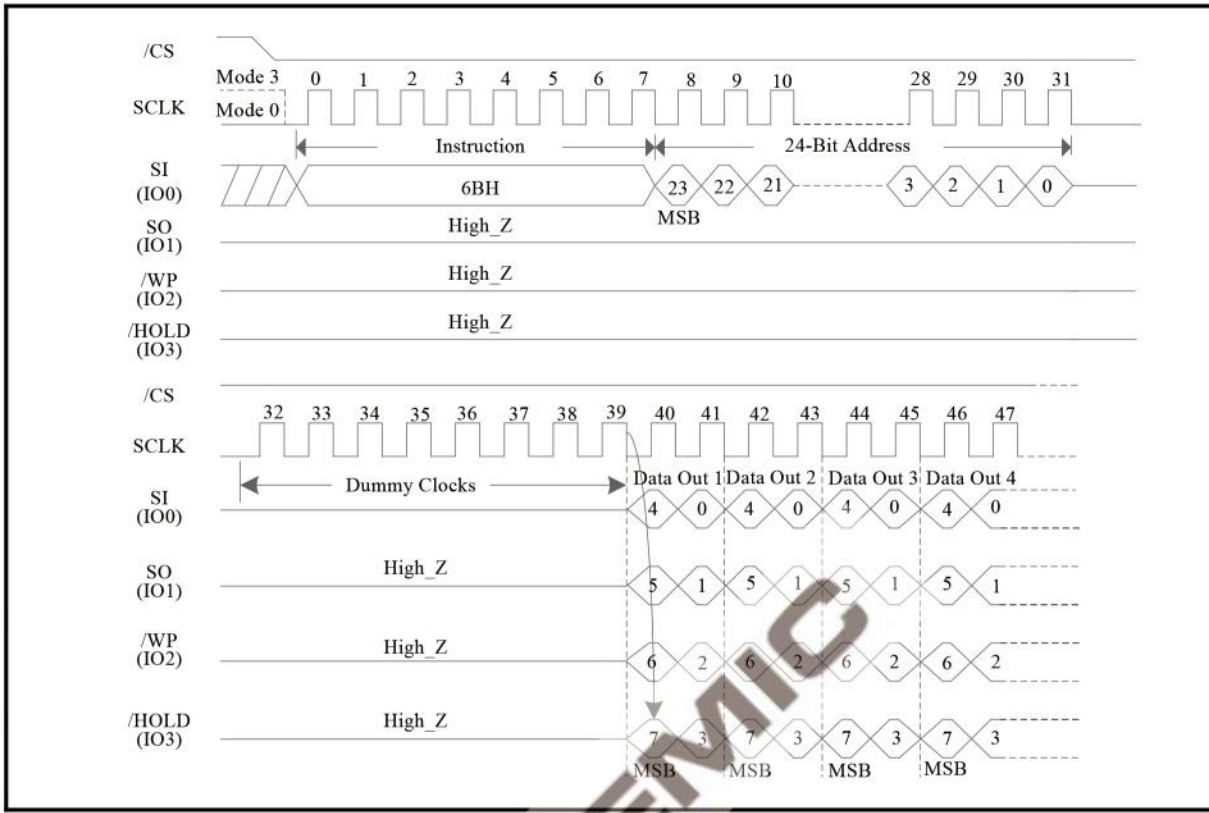 /CS
Mode 3
0 1 2 3 4 5 6 7 8 9 10 28 29 30 31
SCLK
Mode 0
Instruction
24-Bit Address
SI
(IO0)
6BH
23 22 21 3 2 1 0
MSB
SO
(IO1)
High_Z
/WP
(IO2)
High_Z
/HOLD
(IO3)
High_Z
/CS
32 33 34 35 36 37 38 39 40 41 42 43 44 45 46 47
SCLK
Dummy Clocks
Data Out 1 Data Out 2 Data Out 3 Data Out 4
SI
(IO0)
4 0 4 0 4 0 4 0
SO
(IO1)
High_Z
5 1 5 1 5 1 5 1
/WP
(IO2)
High_Z
6 2 6 2 6 2 6 2
/HOLD
(IO3)
High_Z
7 3 7 3 7 3 7 3
MSB MSB MSB MSB